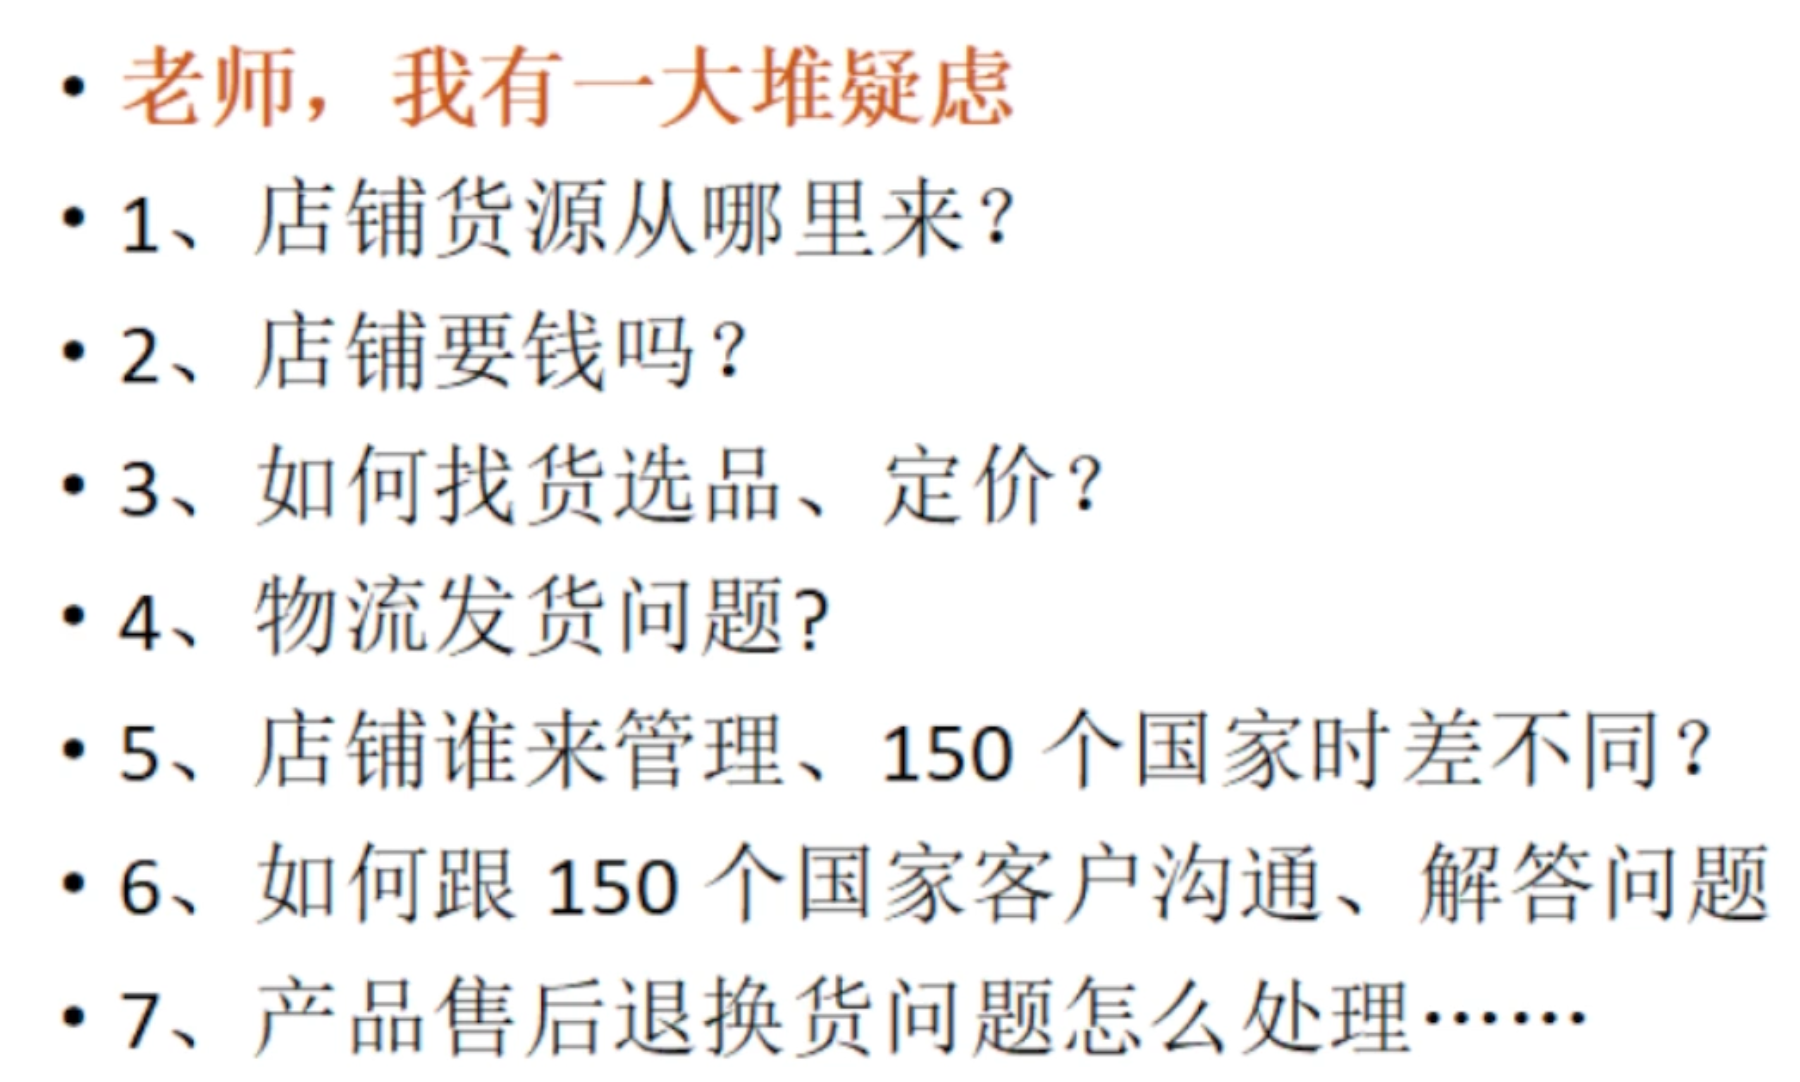 • 老师，我有一大堆疑虑
• 1、店铺货源从哪里来？
• 2、店铺要钱吗？
• 3、如何找货选品、定价？
• 4、物流发货问题?
• 5、店铺谁来管理、150 个国家时差不同？
• 6、如何跟 150 个国家客户沟通、解答问题
• 7、产品售后退换货问题怎么处理……